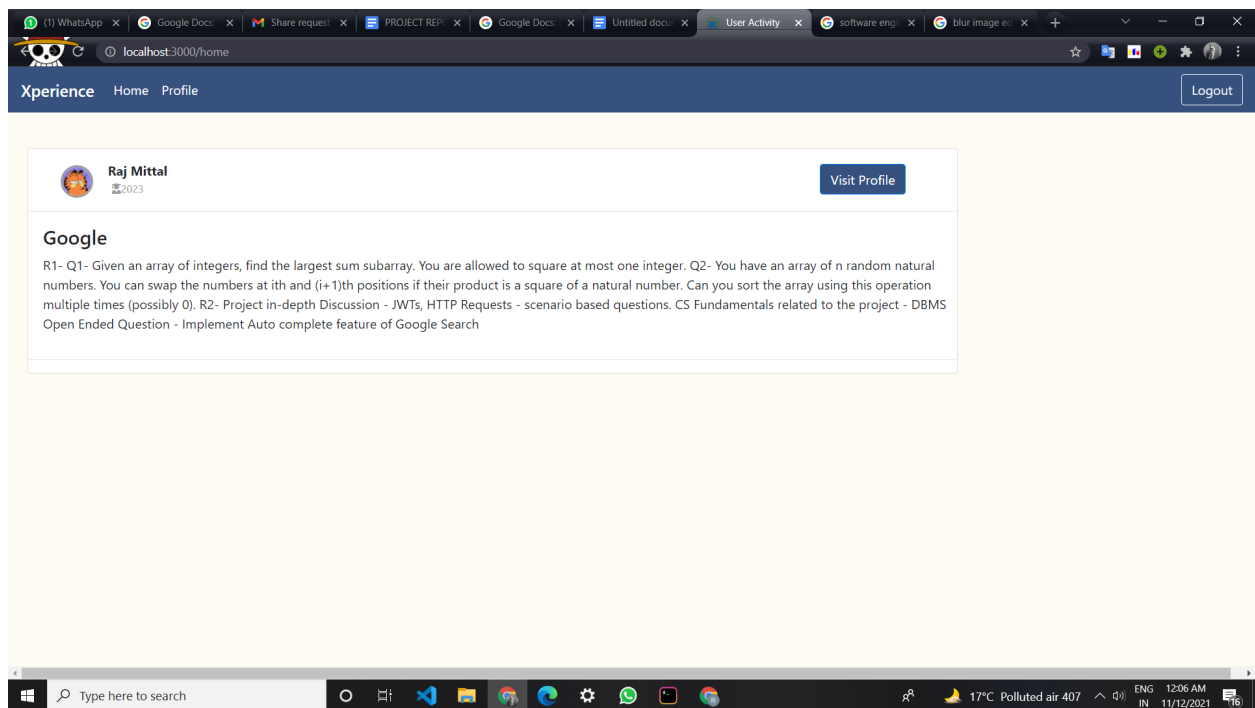 (1) WhatsApp
Google Docs:
Share request
PROJECT REPO
Google Docs:
Untitled docu
User Activity
software engi
blur image ed
localhost:3000/home
Xperience Home Profile Logout
Raj Mittal
2023
Visit Profile
Google
R1- Q1- Given an array of integers, find the largest sum subarray. You are allowed to square at most one integer. Q2- You have an array of n random natural
numbers. You can swap the numbers at ith and (i+1)th positions if their product is a square of a natural number. Can you sort the array using this operation
multiple times (possibly 0). R2- Project in-depth Discussion - JWTs, HTTP Requests - scenario based questions. CS Fundamentals related to the project - DBMS
Open Ended Question - Implement Auto complete feature of Google Search
Type here to search
17°C Polluted air 407
ENG
IN
12:06 AM
11/12/2021
16